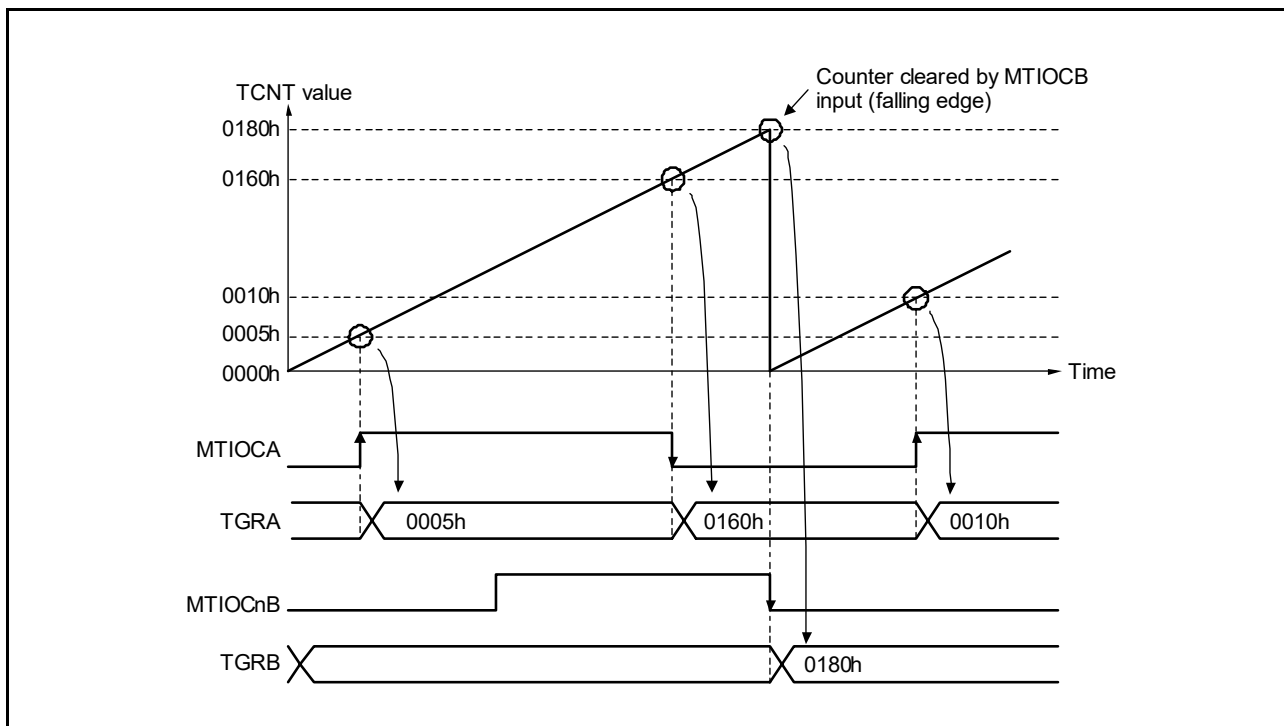 Counter cleared by MTIOCB
input (falling edge)
TCNT value
0180h
0160h
0010h
0005h
0000h
Time
MTIOCA
TGRA
0005h
0160h
0010h
MTIOCnB
TGRB
0180h